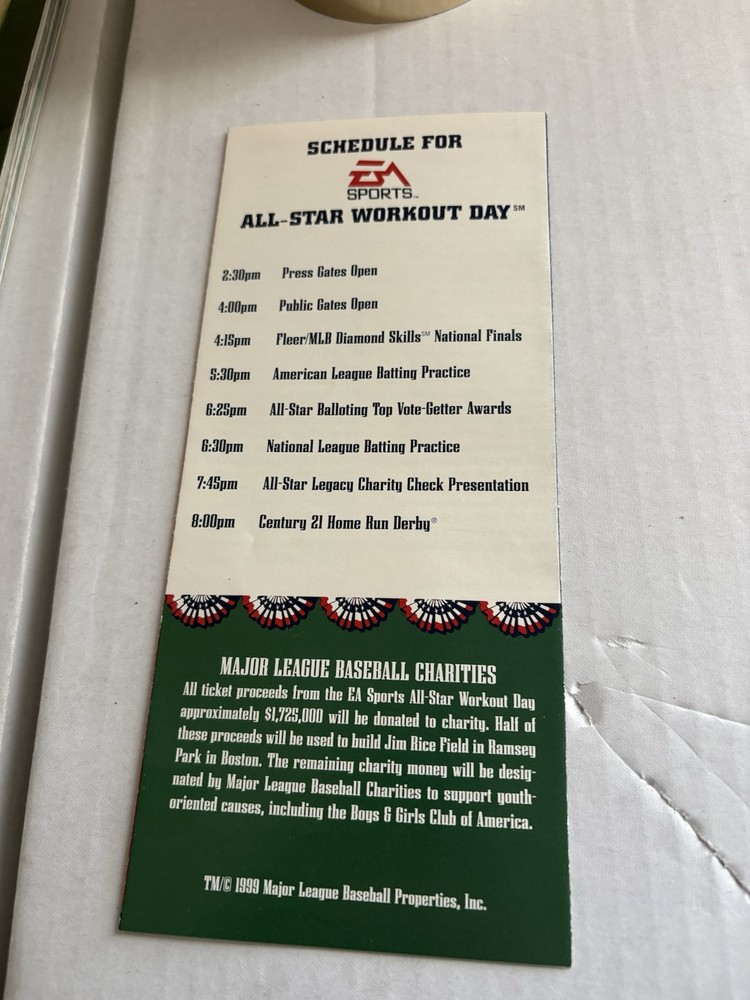 SCHEDULE FOR
EA
SPORTS™
ALL-STAR WORKOUT DAY℠
2:30pm Press Gates Open
4:00pm Public Gates Open
4:15pm Fleer/MLB Diamond Skills℠ National Finals
5:30pm American League Batting Practice
6:25pm All-Star Balloting Top Vote-Getter Awards
6:30pm National League Batting Practice
7:45pm All-Star Legacy Charity Check Presentation
8:00pm Century 21 Home Run Derby®
MAJOR LEAGUE BASEBALL CHARITIES
All ticket proceeds from the EA Sports All-Star Workout Day
approximately $1,725,000 will be donated to charity. Half of
these proceeds will be used to build Jim Rice Field in Ramsey
Park in Boston. The remaining charity money will be desig-
nated by Major League Baseball Charities to support youth-
oriented causes, including the Boys & Girls Club of America.
TM/© 1999 Major League Baseball Properties, Inc.